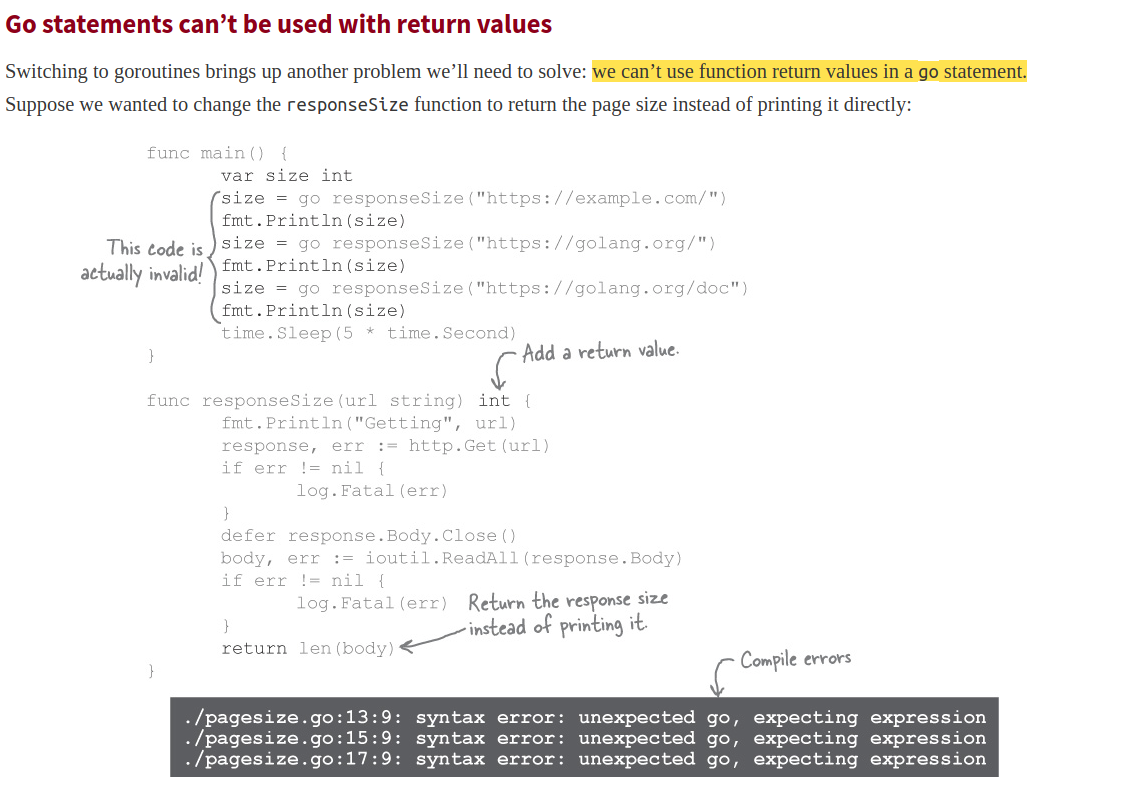 Go statements can’t be used with return values
Switching to goroutines brings up another problem we’ll need to solve: we can’t use function return values in a go statement.
Suppose we wanted to change the responseSize function to return the page size instead of printing it directly:
func main() {
var size int
size = go responseSize("https://example.com/")
fmt.Println(size)
This code is
actually invalid!
size = go responseSize("https://golang.org/")
fmt.Println(size)
size = go responseSize("https://golang.org/doc")
fmt.Println(size)
time.Sleep(5 * time.Second)
}
Add a return value.
func responseSize(url string) int {
fmt.Println("Getting", url)
response, err := http.Get(url)
if err != nil {
log.Fatal(err)
}
defer response.Body.Close()
body, err := ioutil.ReadAll(response.Body)
if err != nil {
log.Fatal(err)
}
Return the response size
instead of printing it.
return len(body)
}
Compile errors
./pagesize.go:13:9: syntax error: unexpected go, expecting expression
./pagesize.go:15:9: syntax error: unexpected go, expecting expression
./pagesize.go:17:9: syntax error: unexpected go, expecting expression